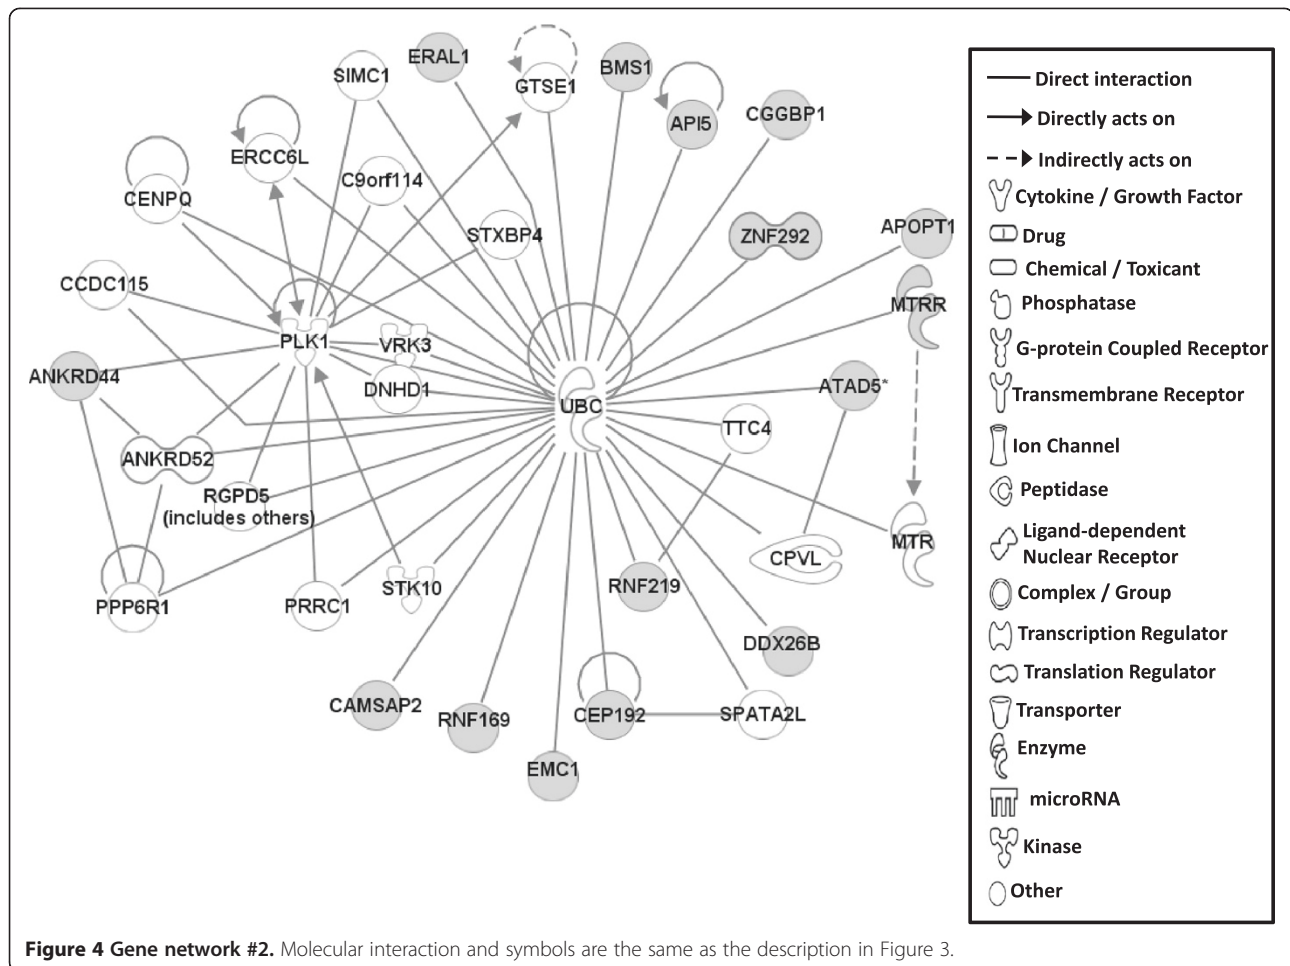 ERAL1
SIMC1
GTSE1
BMS1
API5
CGGBP1
ERCC6L
C9orf114
CENPQ
STXBP4
ZNF292
APOPT1
CCDC115
MTRR
PLK1
VRK3
ANKRD44
DNHD1
ATAD5*
UBC
TTC4
ANKRD52
RGPD5
(includes others)
MTR
CPVL
STK10
RNF219
PPP6R1
PRRC1
DDX26B
CAMSAP2
RNF169
CEP192
SPATA2L
EMC1
Direct interaction
Directly acts on
Indirectly acts on
Cytokine / Growth Factor
Drug
Chemical / Toxicant
Phosphatase
G-protein Coupled Receptor
Transmembrane Receptor
Ion Channel
Peptidase
Ligand-dependent
Nuclear Receptor
Complex / Group
Transcription Regulator
Translation Regulator
Transporter
Enzyme
microRNA
Kinase
Other
Figure 4 Gene network #2. Molecular interaction and symbols are the same as the description in Figure 3.